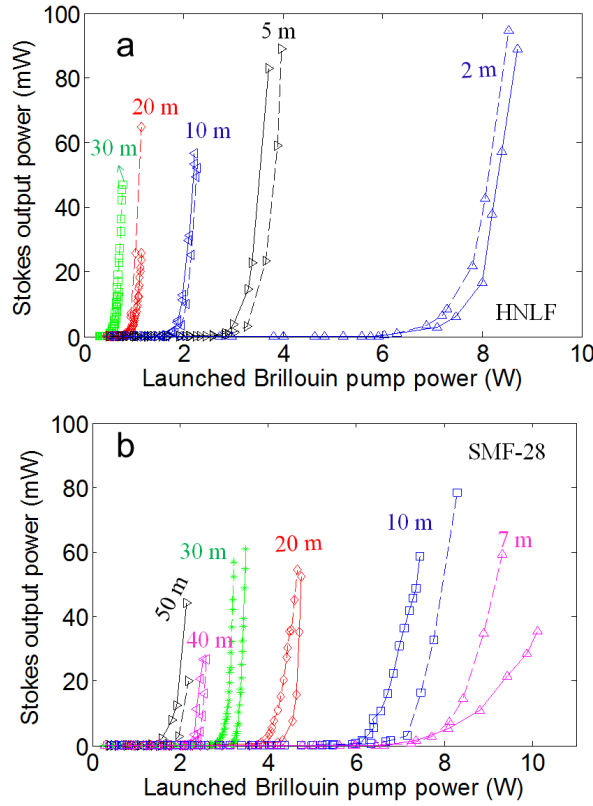 a
100
80
60
40
20
0
Stokes output power (mW)
5 m
2 m
20 m
10 m
30 m
HNLF
0 2 4 6 8 10
Launched Brillouin pump power (W)
b
SMF-28
100
80
60
40
20
0
Stokes output power (mW)
10 m
7 m
30 m
20 m
50 m
40 m
0 2 4 6 8 10
Launched Brillouin pump power (W)